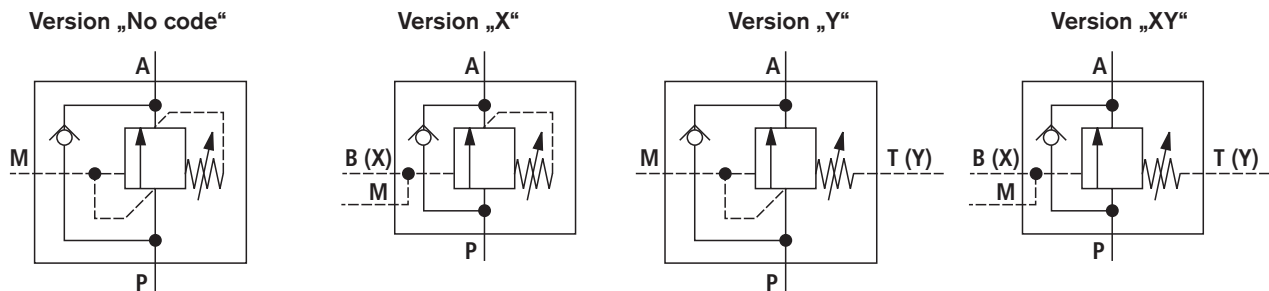 Version „No code“ Version „X“ Version „Y“ Version „XY“
A A A A
M B (X) M T (Y) B (X) T (Y)
M M
P P P P